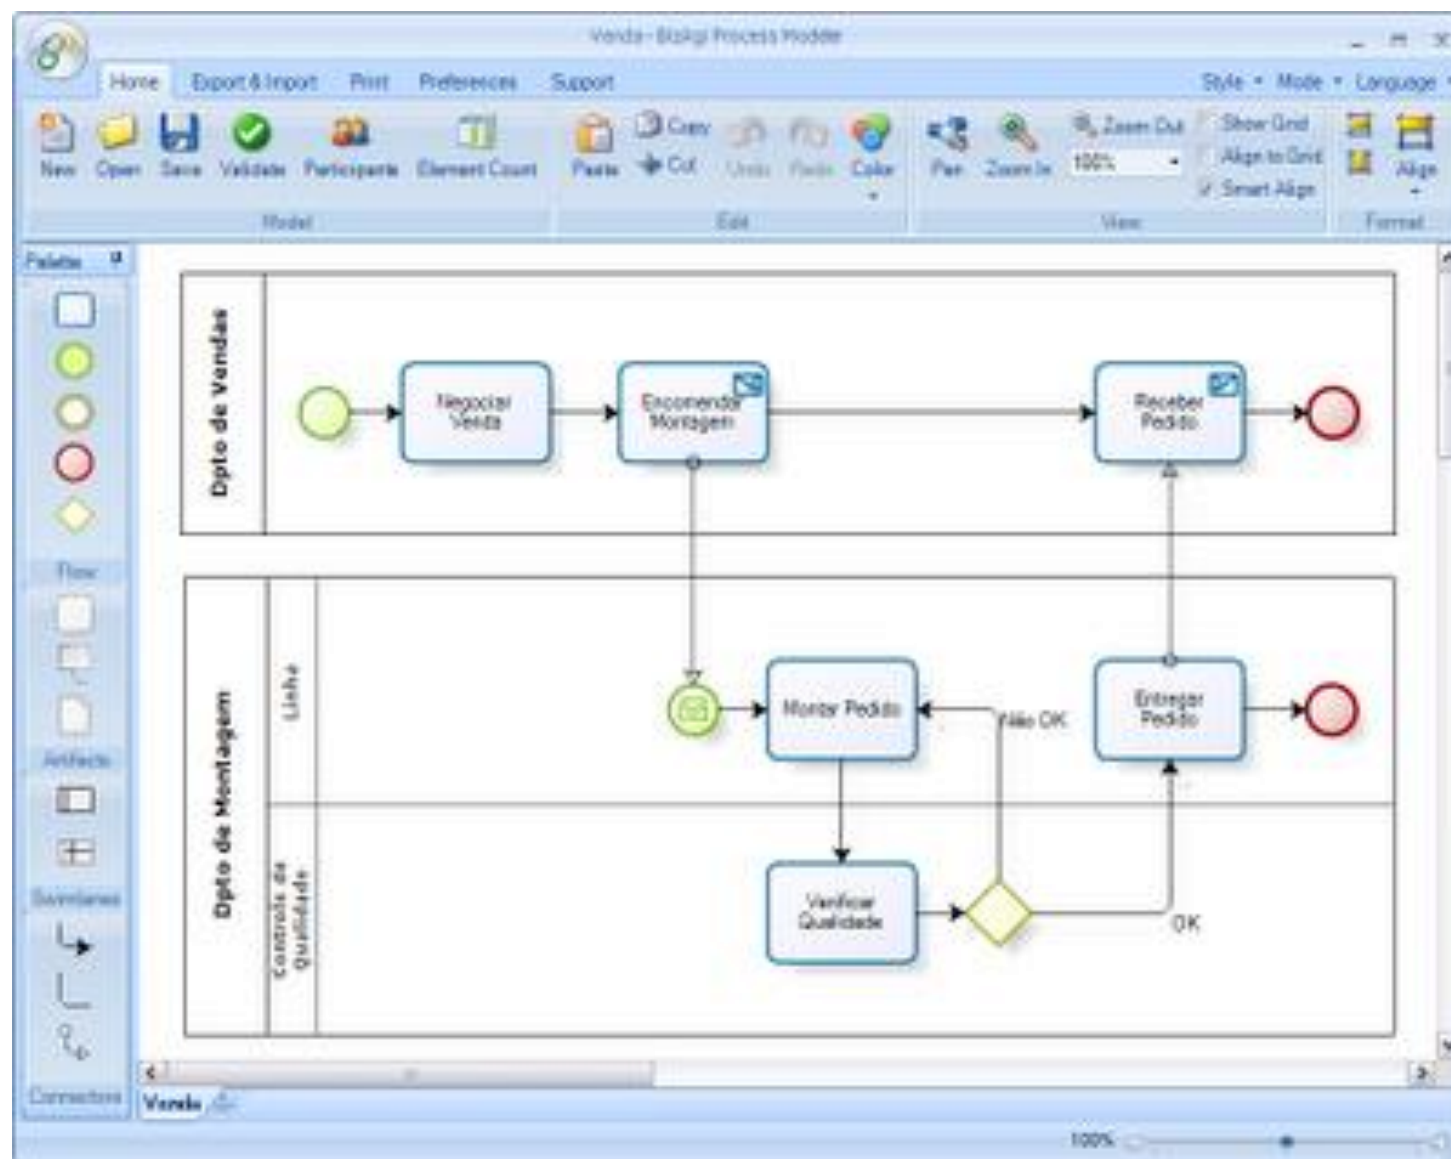 Venda - BizAgi Process Modeler
Home Export & Import Print Preferences Support Style Mode Language
New Open Save Validate Participants Element Count
Paste Copy Cut Undo Redo Color
Pan Zoom In Zoom Out
100%
Show Grid
Align to Grid
Smart Align
Align
Model Edit View Format
Palette
Flow
Artifacts
Swimlanes
Connectors
Dpto de Vendas
Negociar
Venda
Encomendar
Montagem
Receber
Pedido
Dpto de Montagem
Linha
Montar Pedido
Não OK
Entregar
Pedido
Controle de
Qualidade
Verificar
Qualidade
OK
Venda
100%